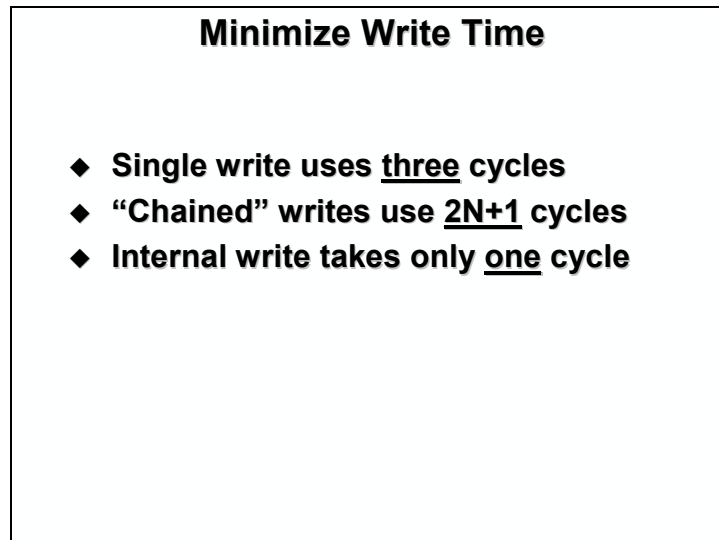 Minimize Write Time
◆ Single write uses three cycles
◆ “Chained” writes use 2N+1 cycles
◆ Internal write takes only one cycle